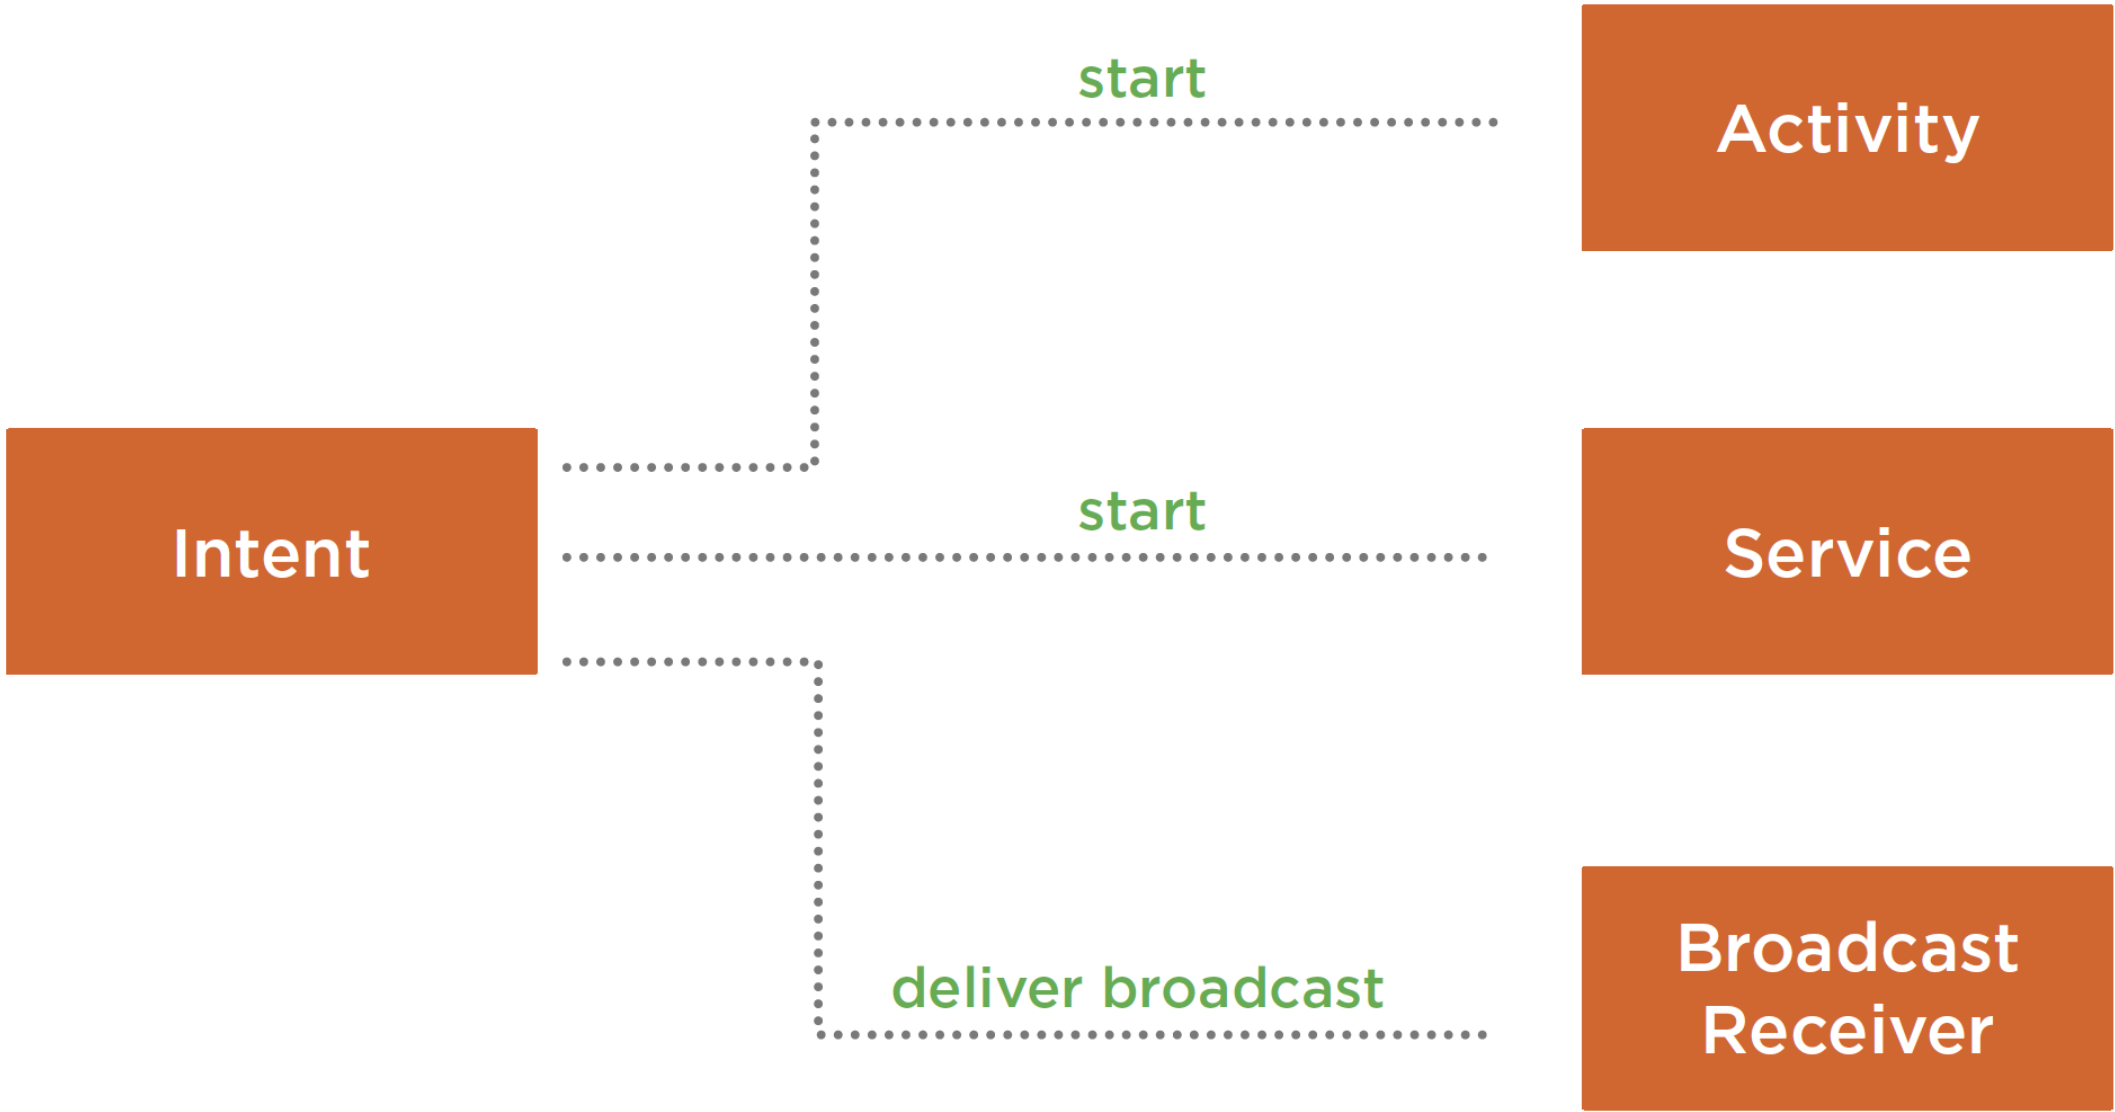 start
Activity
Intent
start
Service
deliver broadcast
Broadcast
Receiver